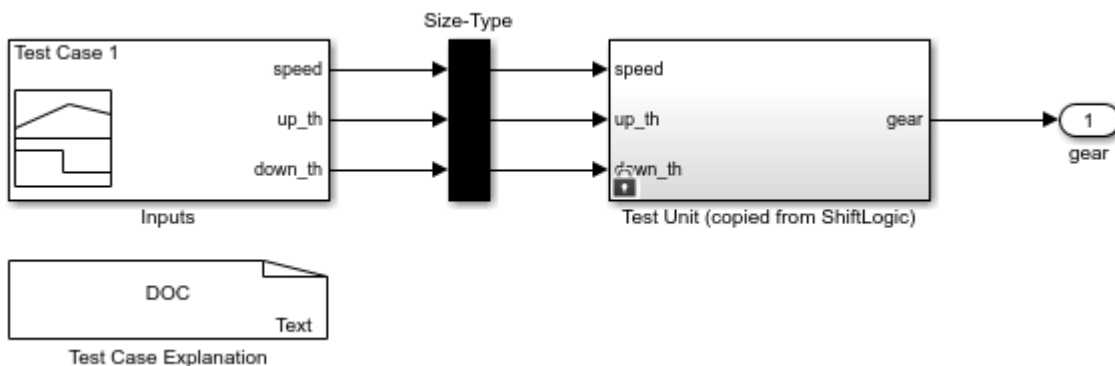 Size-Type
Test Case 1
speed
up_th
down_th
Inputs
speed
up_th
down_th
gear
Test Unit (copied from ShiftLogic)
1
gear
DOC
Text
Test Case Explanation